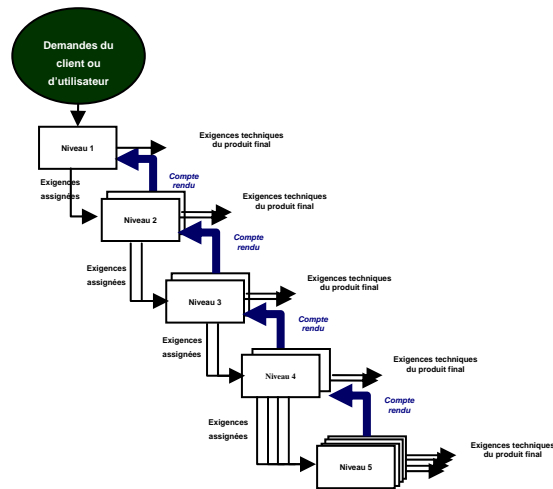 Demandes du
client ou
d'utilisateur
Niveau 1
Exigences techniques
du produit final
Exigences
assignées
Compte
rendu
Niveau 2
Exigences techniques
du produit final
Exigences
assignées
Compte
rendu
Niveau 3
Exigences techniques
du produit final
Exigences
assignées
Compte
rendu
Niveau 4
Exigences techniques
du produit final
Exigences
assignées
Compte
rendu
Niveau 5
Exigences techniques
du produit final